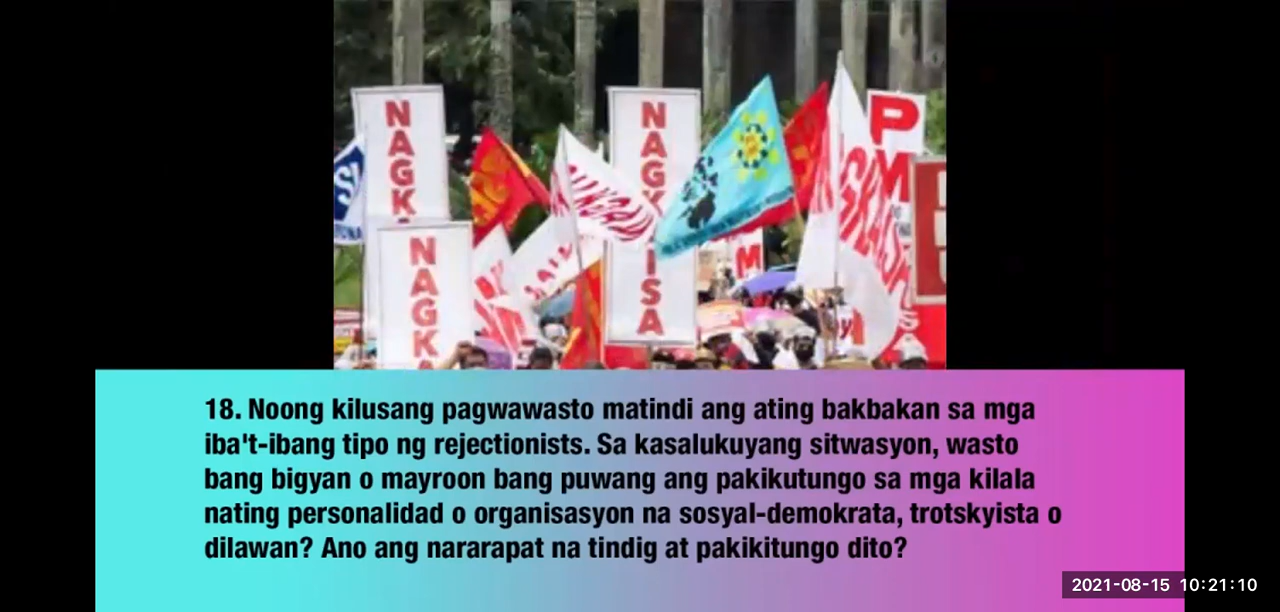 NAGK
NAGKA
NAGK
ISA
PM
M
18. Noong kilusang pagwawasto matindi ang ating bakbakan sa mga
iba't-ibang tipo ng rejectionists. Sa kasalukuyang sitwasyon, wasto
bang bigyan o mayroon bang puwang ang pakikutungo sa mga kilala
nating personalidad o organisasyon na sosyal-demokrata, trotskyista o
dilawan? Ano ang nararapat na tindig at pakikitungo dito?
2021-08-15 10:21:10